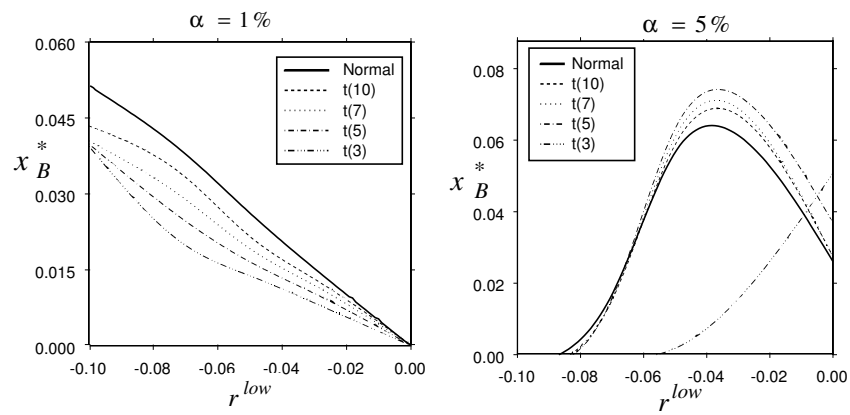 α = 1%
0.060
0.045
0.030
0.015
0.000
x*B
-0.10 -0.08 -0.06 -0.04 -0.02 0.00
r low
Normal
t(10)
t(7)
t(5)
t(3)
α = 5%
0.08
0.06
0.04
0.02
0.00
x*B
-0.10 -0.08 -0.06 -0.04 -0.02 0.00
r low
Normal
t(10)
t(7)
t(5)
t(3)